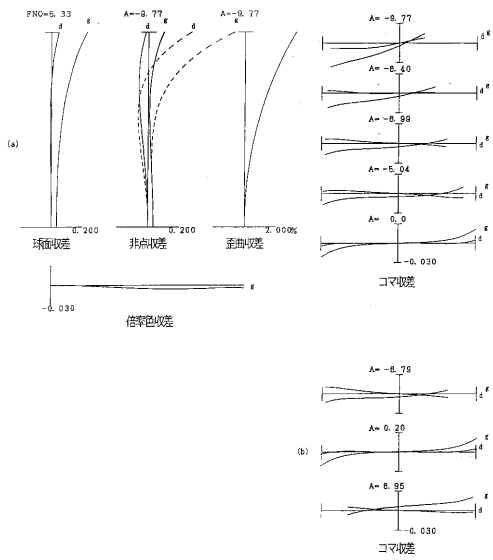 FNO=5.33
A=-9.77
A=-9.77
d g
d g
d g
(a)
0.200
0.200
2.000%
球面収差
非点収差
歪曲収差
g
-0.030
倍率色収差
A= -9.77
d g
A= -8.40
d g
A= -6.99
d g
A= -5.04
d g
A= 0.0
g
d
-0.030
コマ収差
A= -6.79
d g
(b)
A= 0.20
g
d
A= 6.95
g
d
-0.030
コマ収差